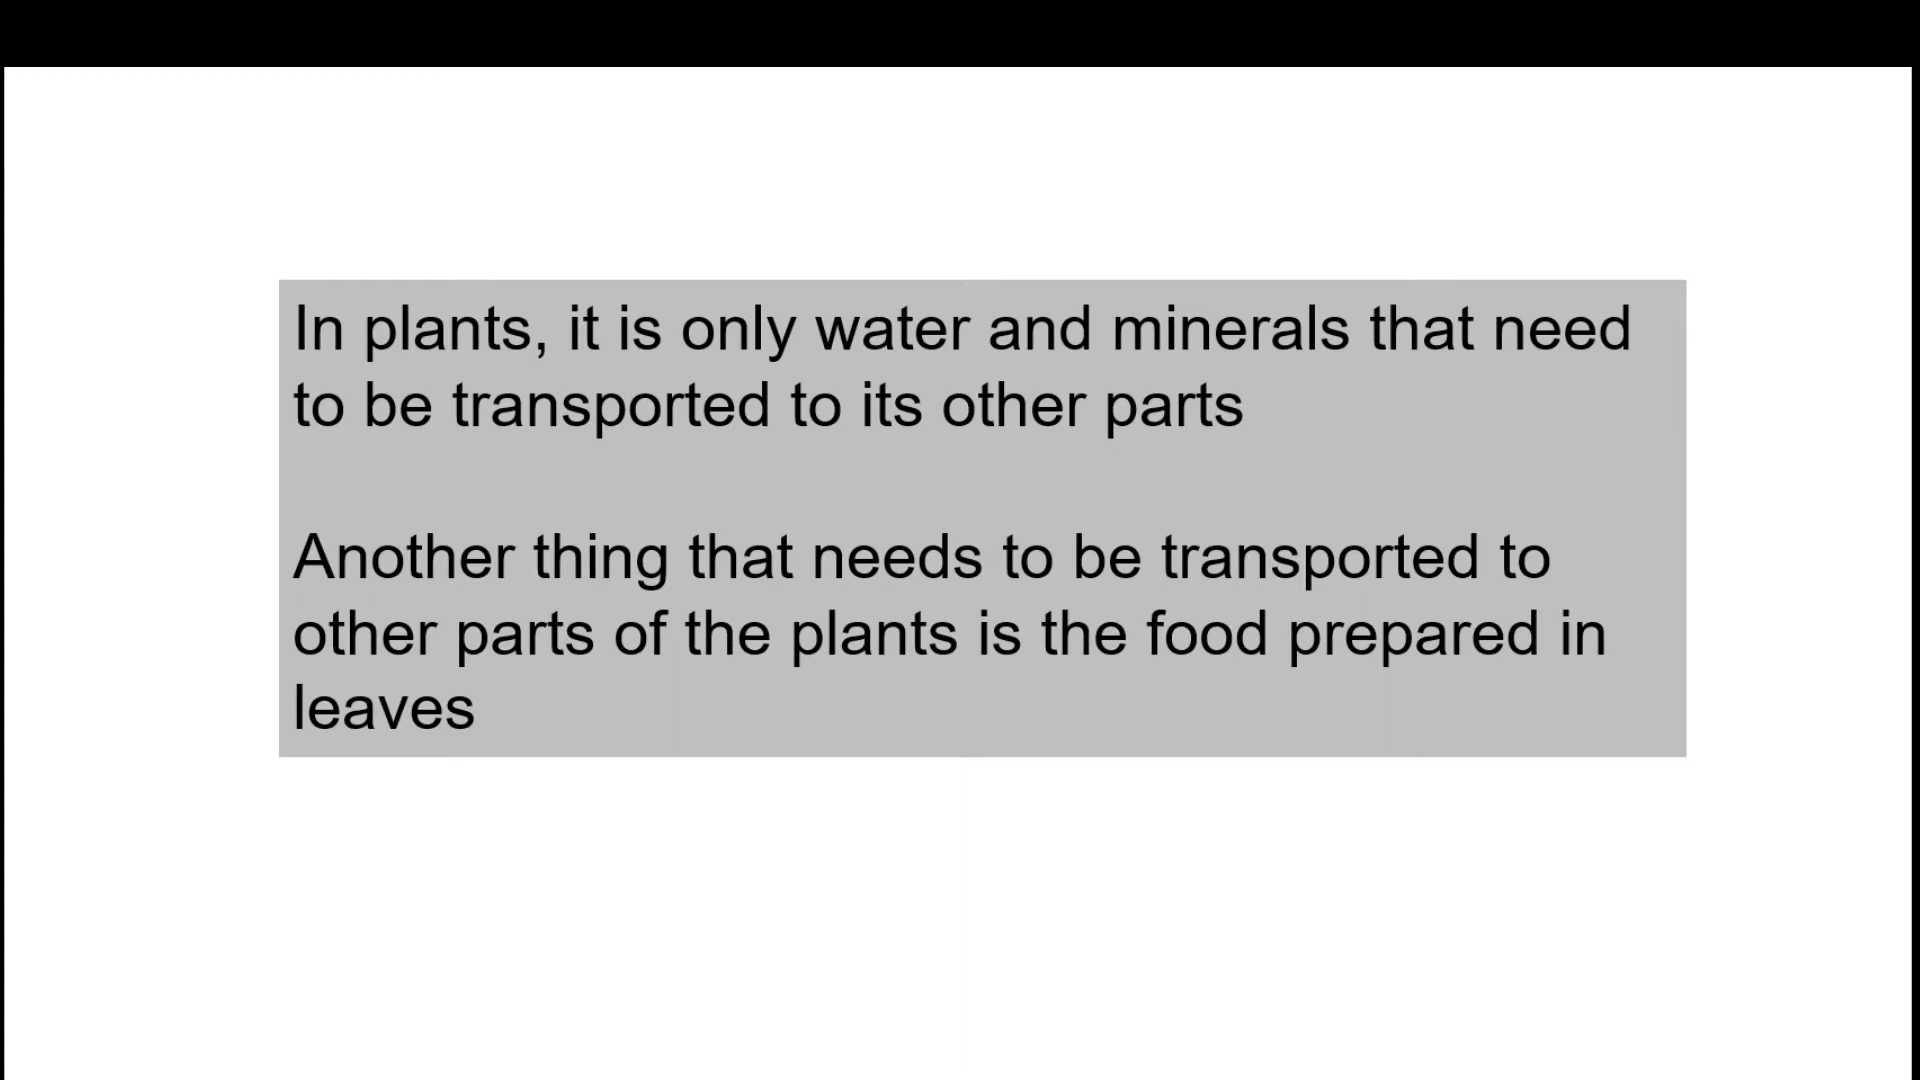 In plants, it is only water and minerals that need
to be transported to its other parts
Another thing that needs to be transported to
other parts of the plants is the food prepared in
leaves